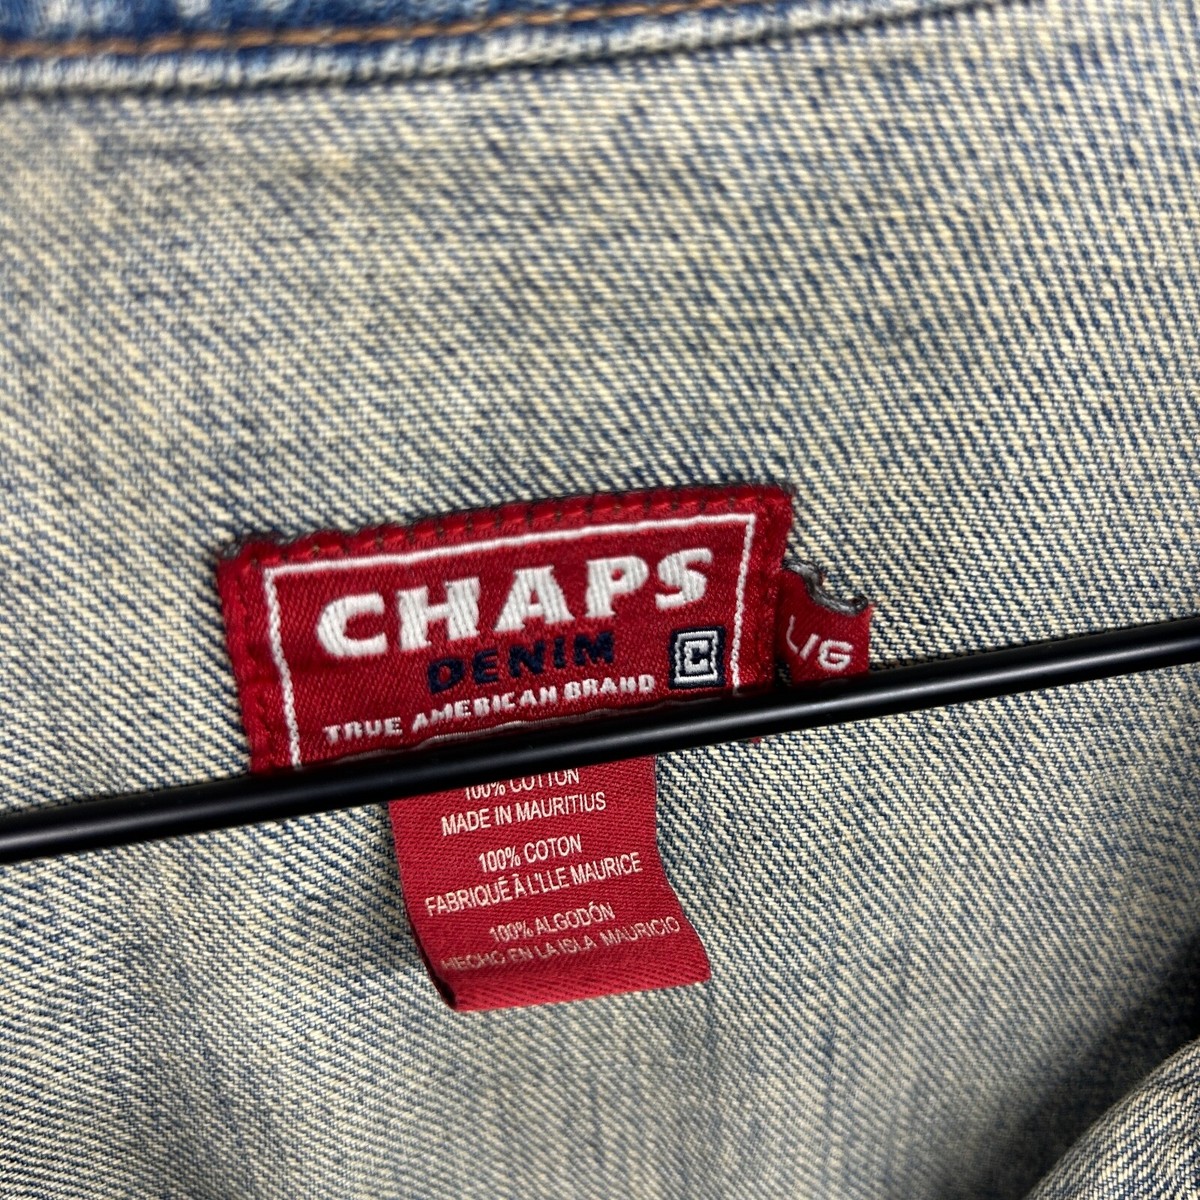 CHAPS
DENIM
C
TRUE AMERICAN BRAND
L/G
100% COTTON
MADE IN MAURITIUS
100% COTON
FABRIQUÉ À L'LLE MAURICE
100% ALGODÓN
HECHO EN LA ISLA MAURICIO